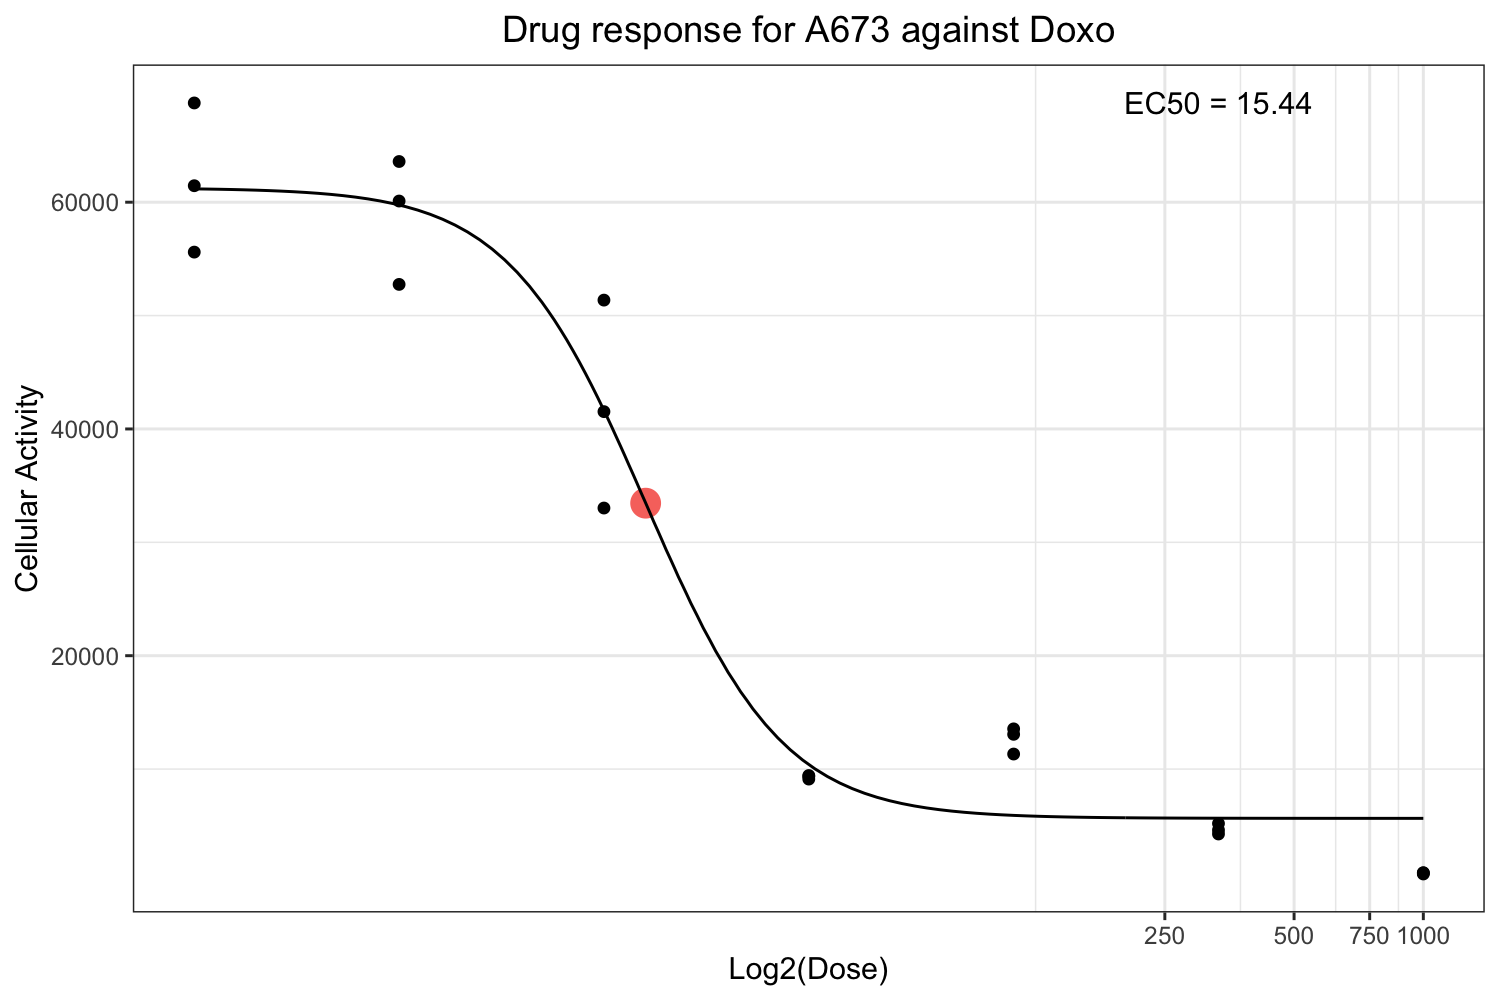 Drug response for A673 against Doxo
EC50 = 15.44
60000
40000
20000
Cellular Activity
250 500 750 1000
Log2(Dose)